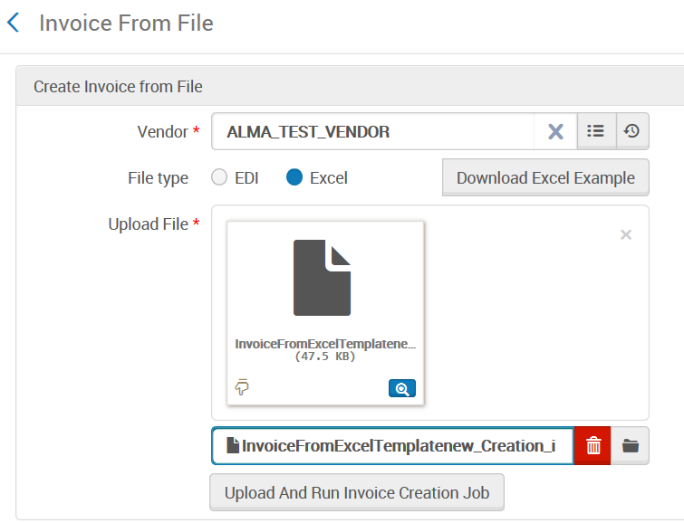 Invoice From File
Create Invoice from File
Vendor *
ALMA_TEST_VENDOR
File type
EDI
Excel
Download Excel Example
Upload File *
InvoiceFromExcelTemplatene...
(47.5 KB)
InvoiceFromExcelTemplatenew_Creation_i
Upload And Run Invoice Creation Job